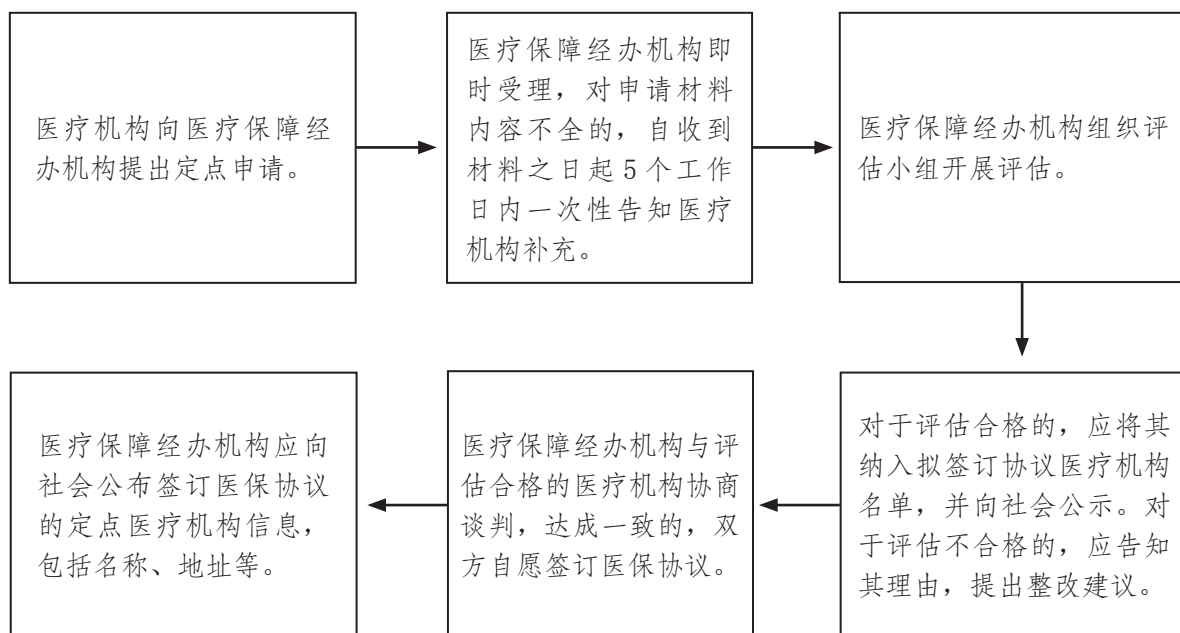 医疗机构向医疗保障经
办机构提出定点申请。
医疗保障经办机构即
时受理，对申请材料
内容不全的，自收到
材料之日起5个工作
日内一次性告知医疗
机构补充。
医疗保障经办机构组织评
估小组开展评估。
对于评估合格的，应将其
纳入拟签订协议医疗机构
名单，并向社会公示。对
于评估不合格的，应告知
其理由，提出整改建议。
医疗保障经办机构与评
估合格的医疗机构协商
谈判，达成一致的，双
方自愿签订医保协议。
医疗保障经办机构应向
社会公布签订医保协议
的定点医疗机构信息，
包括名称、地址等。